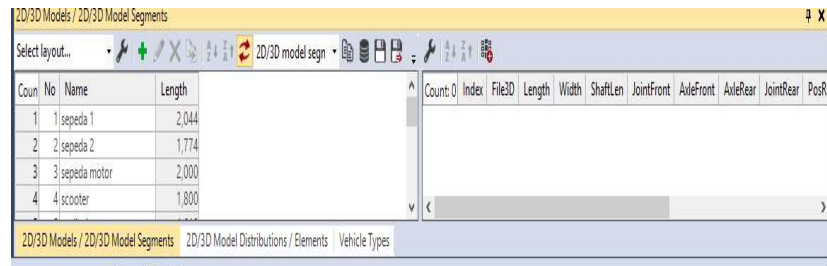 2D/3D Models / 2D/3D Model Segments
Select layout... 2D/3D model segn
Coun No Name Length
1 1 sepeda 1 2,044
2 2 sepeda 2 1,774
3 3 sepeda motor 2,000
4 4 scooter 1,800
Count: 0 Index File3D Length Width ShaftLen JointFront AxleFront AxleRear JointRear PosR
2D/3D Models / 2D/3D Model Segments 2D/3D Model Distributions / Elements Vehicle Types